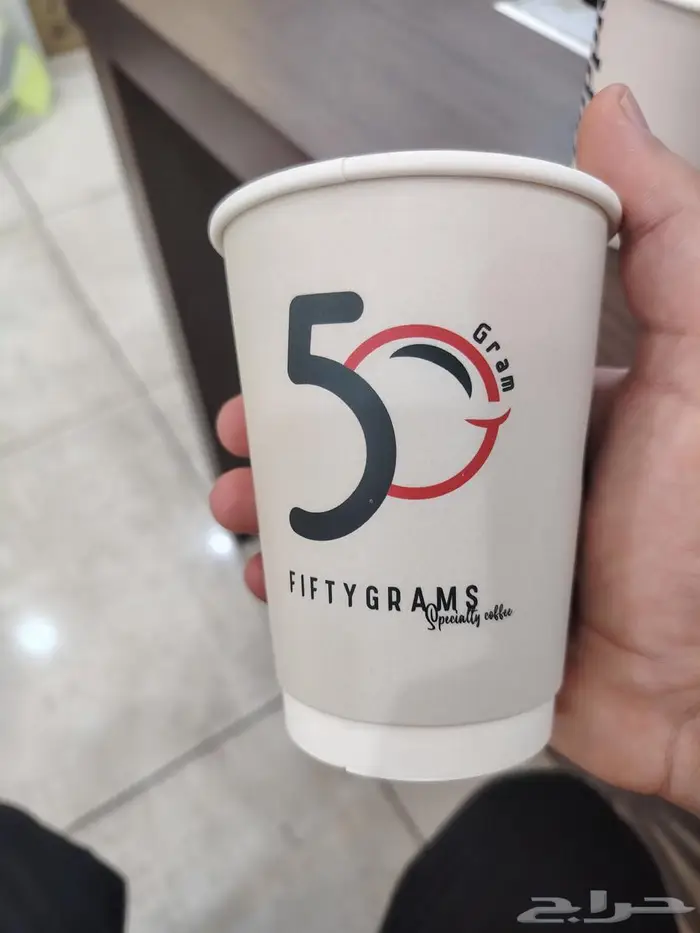 50
Gram
FIFTYGRAMS
Specialty coffee
حراج